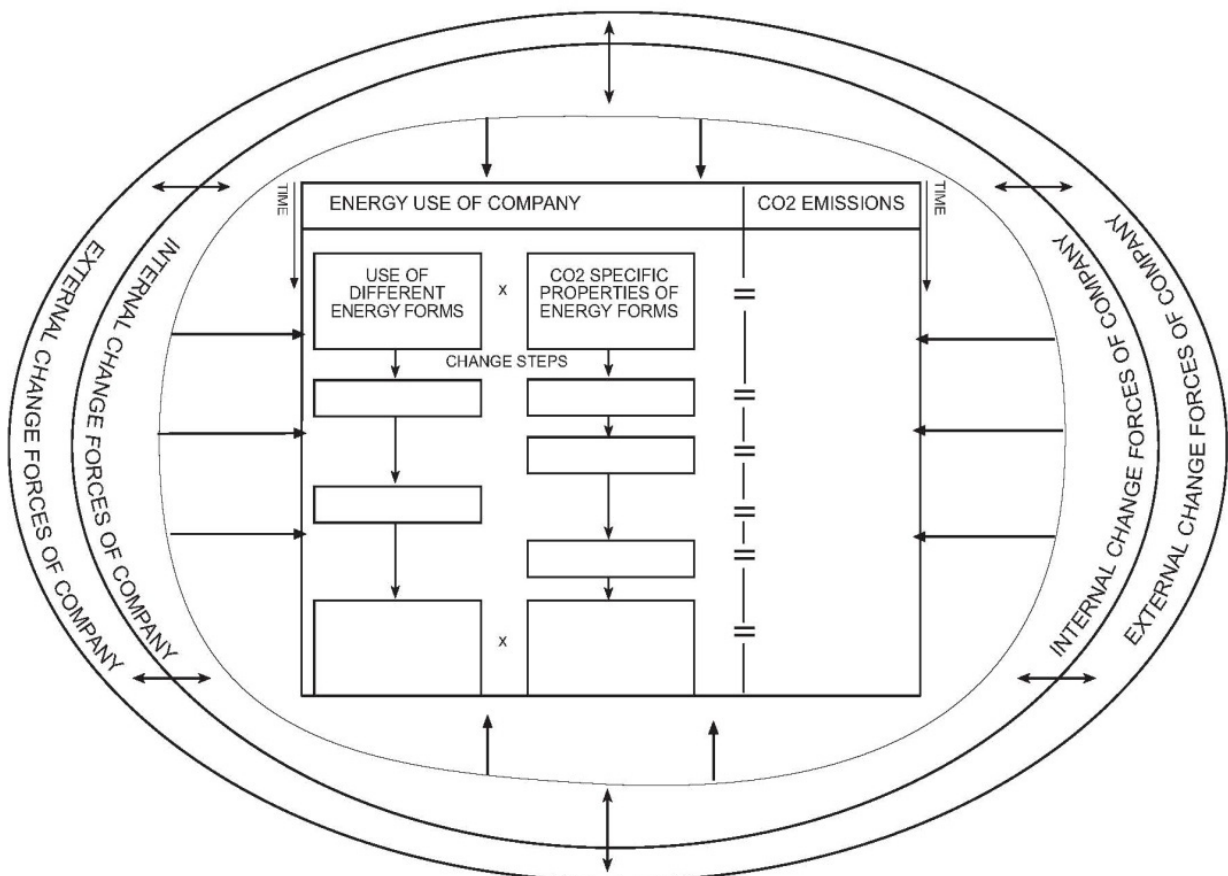 TIME
ENERGY USE OF COMPANY
CO2 EMISSIONS
TIME
USE OF
DIFFERENT
ENERGY FORMS
x
CO2 SPECIFIC
PROPERTIES OF
ENERGY FORMS
=
CHANGE STEPS
=
=
=
=
x
=
EXTERNAL CHANGE FORCES OF COMPANY
INTERNAL CHANGE FORCES OF COMPANY
INTERNAL CHANGE FORCES OF COMPANY
EXTERNAL CHANGE FORCES OF COMPANY